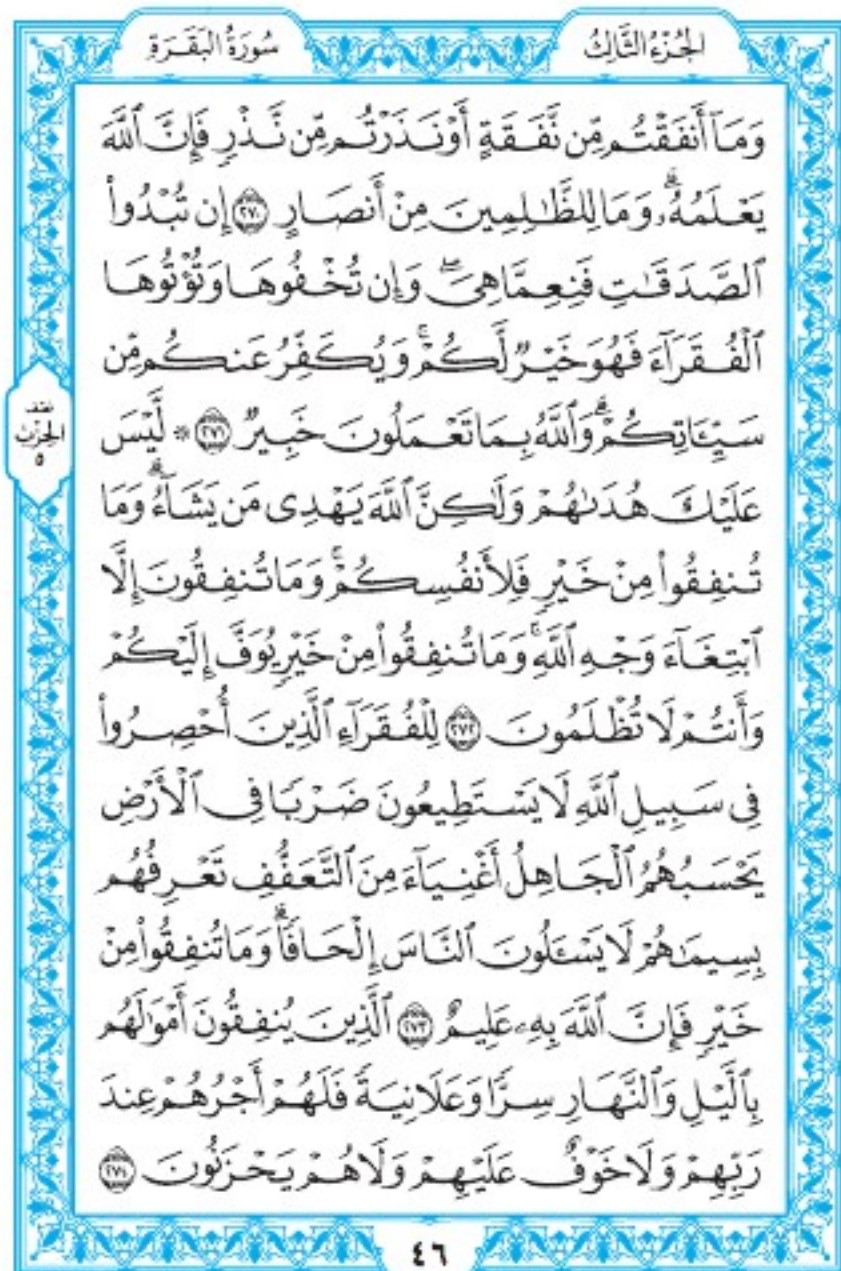 الجُزْءُ الثَّالِثُ
سُورَةُ البَقَرَةِ
وَمَآ أَنفَقْتُم مِّن نَّفَقَةٍ أَوْ نَذَرْتُم مِّن نَّذْرٍ فَإِنَّ ٱللَّهَ
يَعْلَمُهُۥۗ وَمَا لِلظَّٰلِمِينَ مِنْ أَنصَارٍ ٢٧٠ إِن تُبْدُوا۟
ٱلصَّدَقَٰتِ فَنِعِمَّا هِىَۖ وَإِن تُخْفُوهَا وَتُؤْتُوهَا
ٱلْفُقَرَآءَ فَهُوَ خَيْرٌ لَّكُمْۚ وَيُكَفِّرُ عَنكُم مِّن
سَيِّـَٔاتِكُمْۗ وَٱللَّهُ بِمَا تَعْمَلُونَ خَبِيرٌ ٢٧١ * لَّيْسَ
عَلَيْكَ هُدَىٰهُمْ وَلَٰكِنَّ ٱللَّهَ يَهْدِى مَن يَشَآءُۗ وَمَا
تُنفِقُوا۟ مِنْ خَيْرٍ فَلِأَنفُسِكُمْۚ وَمَا تُنفِقُونَ إِلَّا
ٱبْتِغَآءَ وَجْهِ ٱللَّهِۚ وَمَا تُنفِقُوا۟ مِنْ خَيْرٍ يُوَفَّ إِلَيْكُمْ
وَأَنتُمْ لَا تُظْلَمُونَ ٢٧٢ لِلْفُقَرَآءِ ٱلَّذِينَ أُحْصِرُوا۟
فِى سَبِيلِ ٱللَّهِ لَا يَسْتَطِيعُونَ ضَرْبًا فِى ٱلْأَرْضِ
يَحْسَبُهُمُ ٱلْجَاهِلُ أَغْنِيَآءَ مِنَ ٱلتَّعَفُّفِ تَعْرِفُهُم
بِسِيمَٰهُمْ لَا يَسْـَٔلُونَ ٱلنَّاسَ إِلْحَافًاۗ وَمَا تُنفِقُوا۟ مِنْ
خَيْرٍ فَإِنَّ ٱللَّهَ بِهِۦ عَلِيمٌ ٢٧٣ ٱلَّذِينَ يُنفِقُونَ أَمْوَٰلَهُم
بِٱلَّيْلِ وَٱلنَّهَارِ سِرًّا وَعَلَانِيَةً فَلَهُمْ أَجْرُهُمْ عِندَ
رَبِّهِمْ وَلَا خَوْفٌ عَلَيْهِمْ وَلَا هُمْ يَحْزَنُونَ ٢٧٤
الحِزْب
٥
٤٦